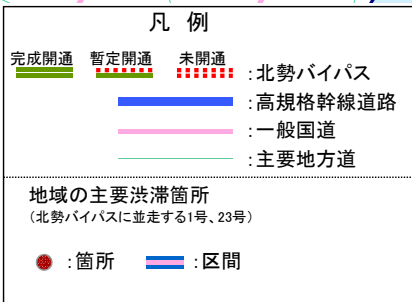 凡 例
完成開通 暫定開通 未開通
:北勢バイパス
:高規格幹線道路
:一般国道
:主要地方道
地域の主要渋滞箇所
(北勢バイパスに並走する1号、23号)
:箇所 :区間